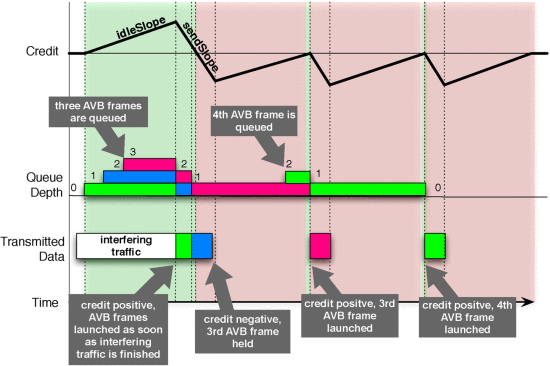 idleSlope
sendSlope
Credit
three AVB frames
are queued
4th AVB frame is
queued
3
2
2
2
1
1
1
0
0
Queue
Depth
Transmitted
Data
interfering
traffic
Time
credit positve,
AVB frames
launched as soon
as interfering
traffic is finished
credit negative,
3rd AVB frame
held
credit positve, 3rd
AVB frame
launched
credit positve, 4th
AVB frame
launched